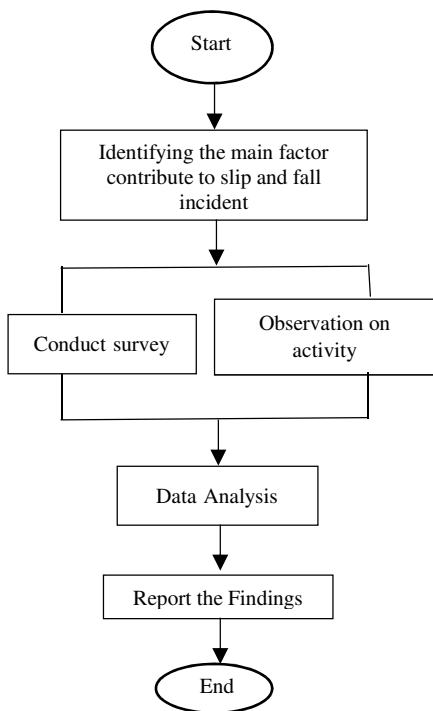 Start
Identifying the main factor
contribute to slip and fall
incident
Conduct survey
Observation on
activity
Data Analysis
Report the Findings
End